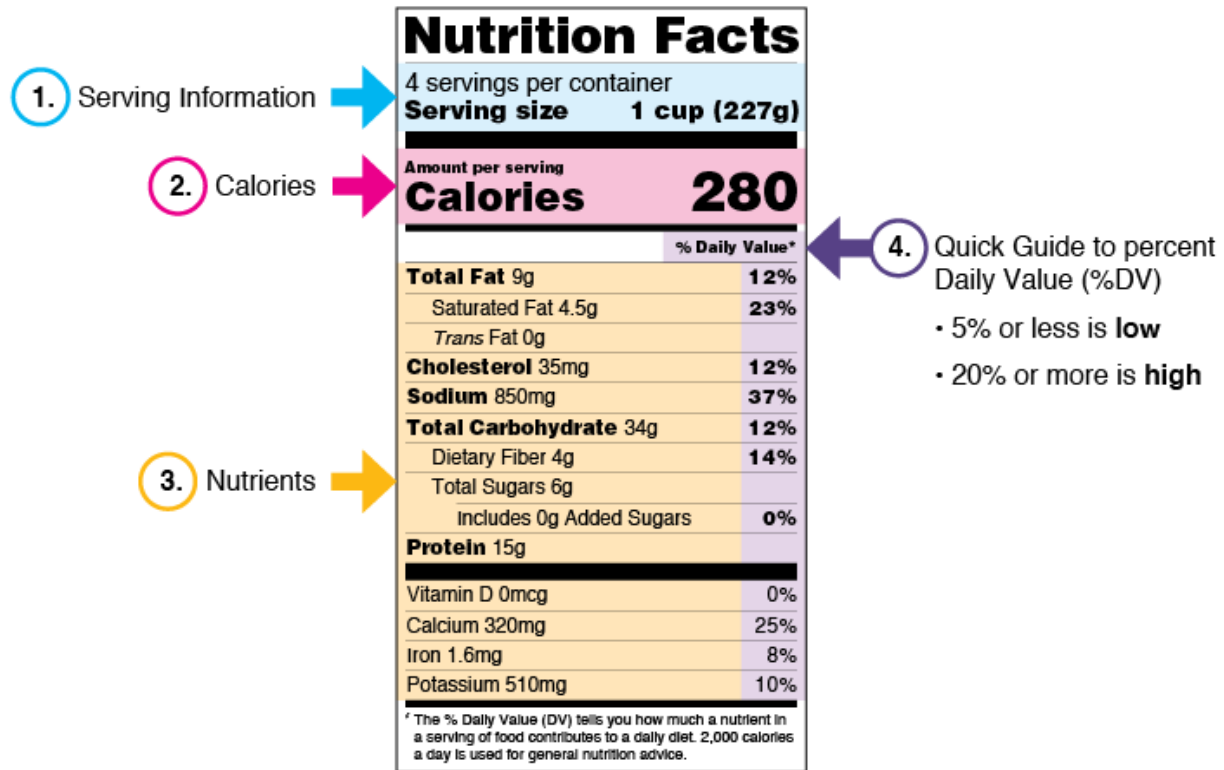 Nutrition Facts
1. Serving Information
4 servings per container
Serving size 1 cup (227g)
2. Calories
Amount per serving
Calories 280
% Daily Value*
4. Quick Guide to percent
Daily Value (%DV)
• 5% or less is low
• 20% or more is high
Total Fat 9g 12%
Saturated Fat 4.5g 23%
Trans Fat 0g
Cholesterol 35mg 12%
Sodium 850mg 37%
Total Carbohydrate 34g 12%
Dietary Fiber 4g 14%
3. Nutrients
Total Sugars 6g
Includes 0g Added Sugars 0%
Protein 15g
Vitamin D 0mcg 0%
Calcium 320mg 25%
Iron 1.6mg 8%
Potassium 510mg 10%
* The % Daily Value (DV) tells you how much a nutrient in
a serving of food contributes to a daily diet. 2,000 calories
a day is used for general nutrition advice.